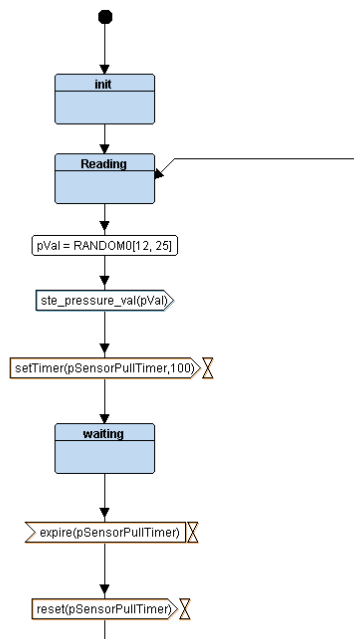 init
Reading
pVal = RANDOM0[12, 25]
ste_pressure_val(pVal)
setTimer(pSensorPullTimer,100)
waiting
expire(pSensorPullTimer)
reset(pSensorPullTimer)